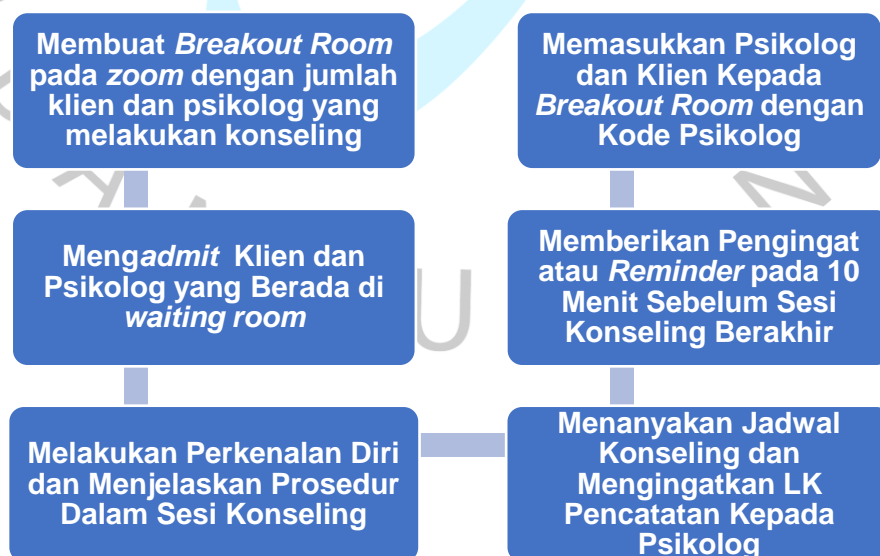 Membuat Breakout Room
pada zoom dengan jumlah
klien dan psikolog yang
melakukan konseling
Mengadmit Klien dan
Psikolog yang Berada di
waiting room
Melakukan Perkenalan Diri
dan Menjelaskan Prosedur
Dalam Sesi Konseling
Menanyakan Jadwal
Konseling dan
Mengingatkan LK
Pencatatan Kepada
Psikolog
Memberikan Pengingat
atau Reminder pada 10
Menit Sebelum Sesi
Konseling Berakhir
Memasukkan Psikolog
dan Klien Kepada
Breakout Room dengan
Kode Psikolog